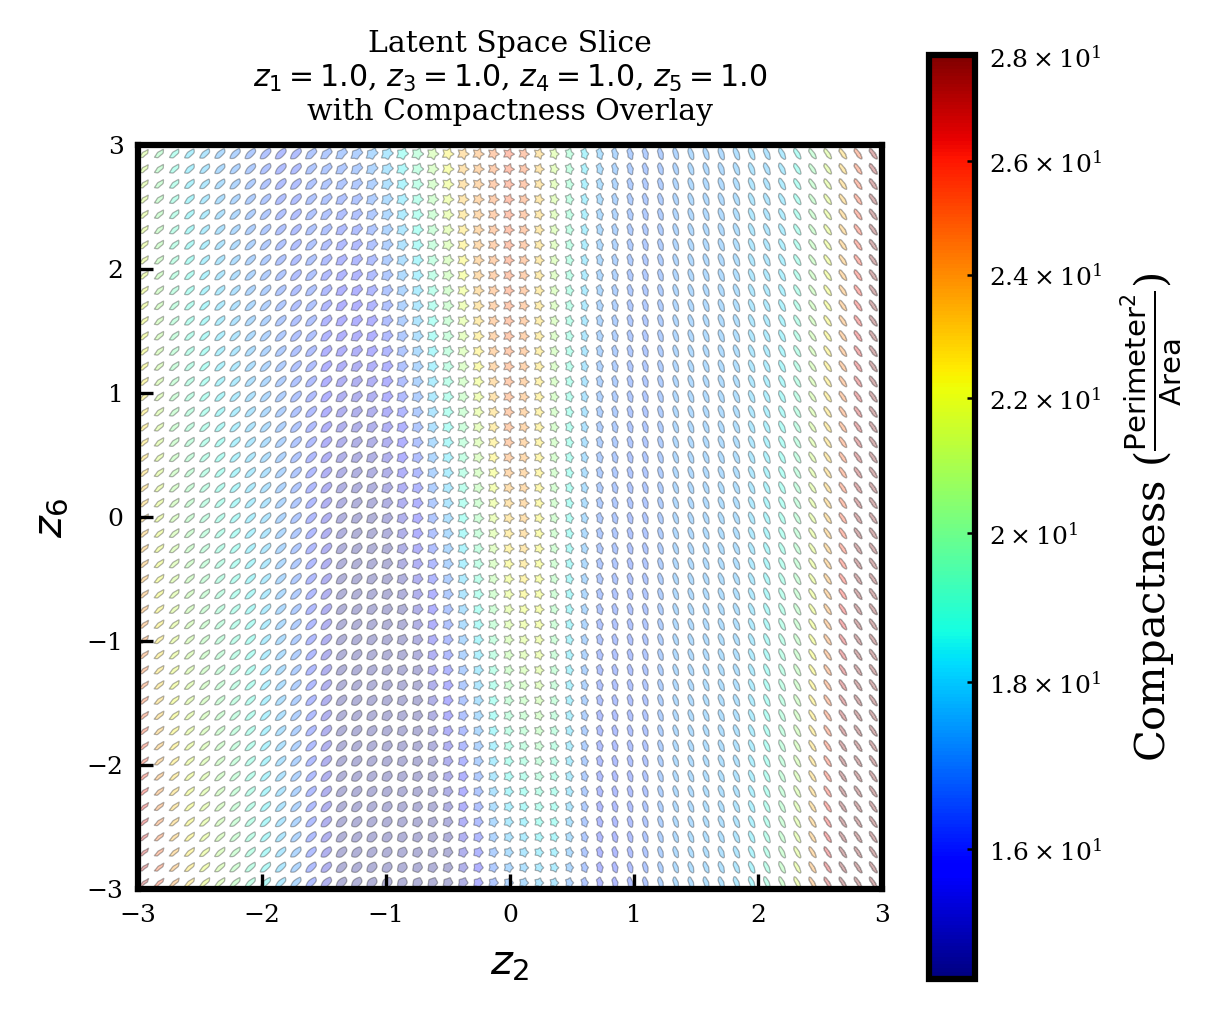 Latent Space Slice
z₁ = 1.0, z₃ = 1.0, z₄ = 1.0, z₅ = 1.0
with Compactness Overlay
3
2
1
0
−1
−2
−3
z₆
−3 −2 −1 0 1 2 3
z₂
2.8 × 10¹
2.6 × 10¹
2.4 × 10¹
2.2 × 10¹
2 × 10¹
1.8 × 10¹
1.6 × 10¹
Compactness (Perimeter²/Area)